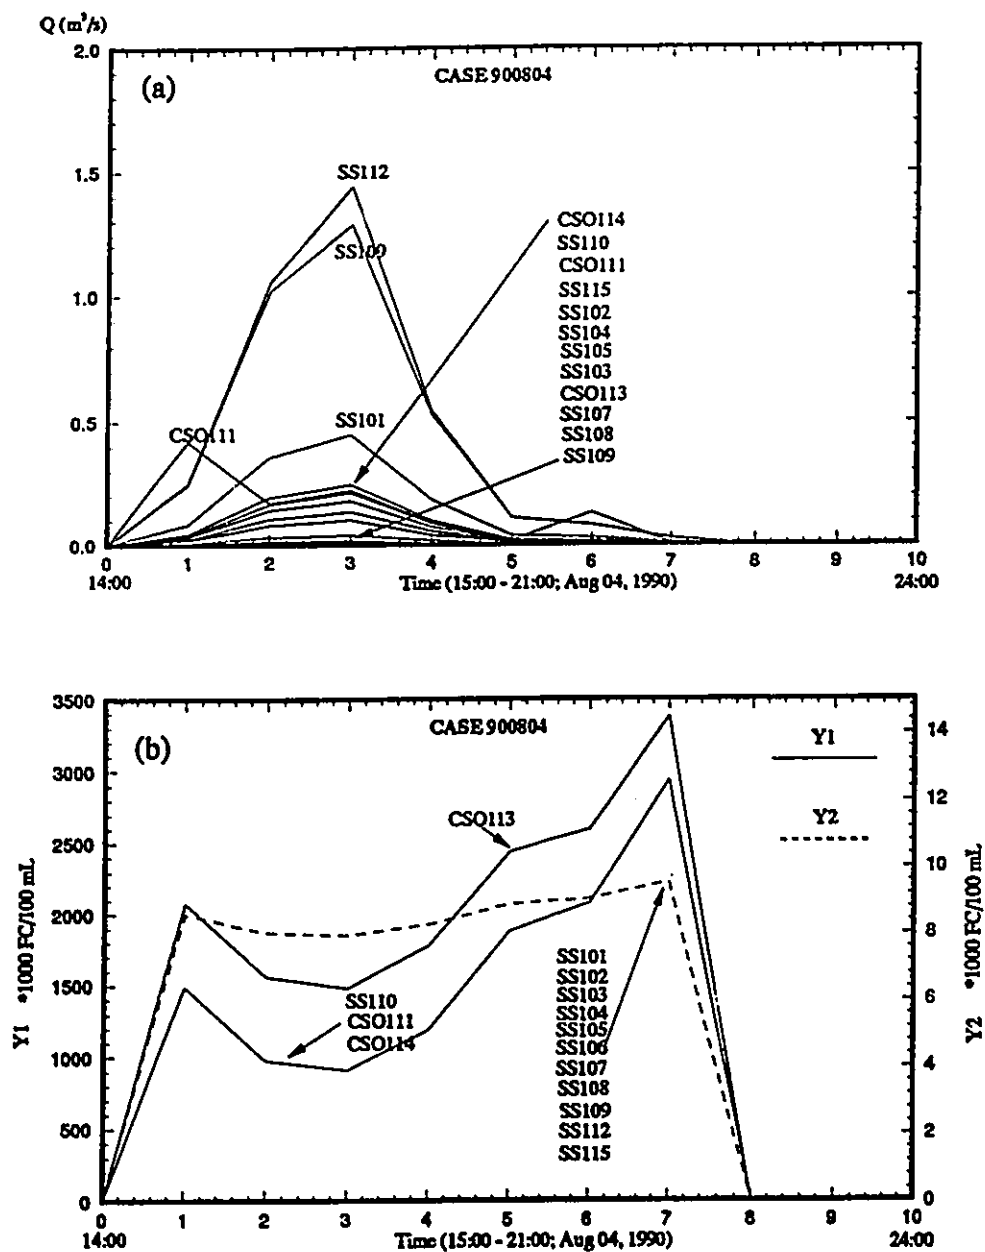 Q (m³/s)
2.0
(a)
CASE 900804
1.5
SS112
SS109
1.0
CSO114
SS110
CSO111
SS115
SS102
SS104
SS105
SS103
CSO113
SS107
SS108
SS109
0.5
CSO111
SS101
0.0
0 1 2 3 4 5 6 7 8 9 10
14:00 Time (15:00 - 21:00; Aug 04, 1990) 24:00
3500
3000
2500
2000
1500
1000
500
0
Y1 *1000 FC/100 mL
(b)
CASE 900804
Y1
Y2
CSO113
SS110
CSO111
CSO114
SS101
SS102
SS103
SS104
SS105
SS106
SS107
SS108
SS109
SS112
SS115
14
12
10
8
6
4
2
0
Y2 *1000 FC/100 mL
0 1 2 3 4 5 6 7 8 9 10
14:00 Time (15:00 - 21:00; Aug 04, 1990) 24:00